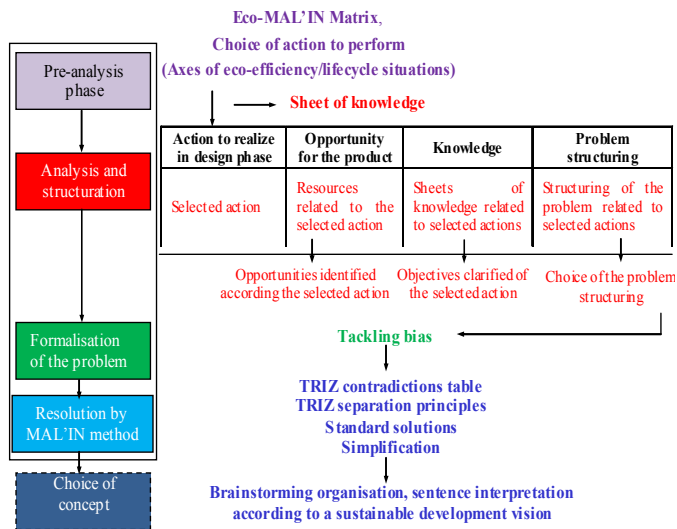 Eco-MAL'IN Matrix,
Choice of action to perform
(Axes of eco-efficiency/lifecycle situations)
Sheet of knowledge
Pre-analysis
phase
Analysis and
structuration
Formalisation
of the problem
Resolution by
MAL'IN method
Choice of
concept
Action to realize
in design phase
Opportunity
for the product
Knowledge
Problem
structuring
Selected action
Resources
related to the
selected action
Sheets of
knowledge related
to selected actions
Structuring of the
problem related to
selected actions
Opportunities identified
according the selected action
Objectives clarified of
the selected action
Choice of the problem
structuring
Tackling bias
TRIZ contradictions table
TRIZ separation principles
Standard solutions
Simplification
Brainstorming organisation, sentence interpretation
according to a sustainable development vision